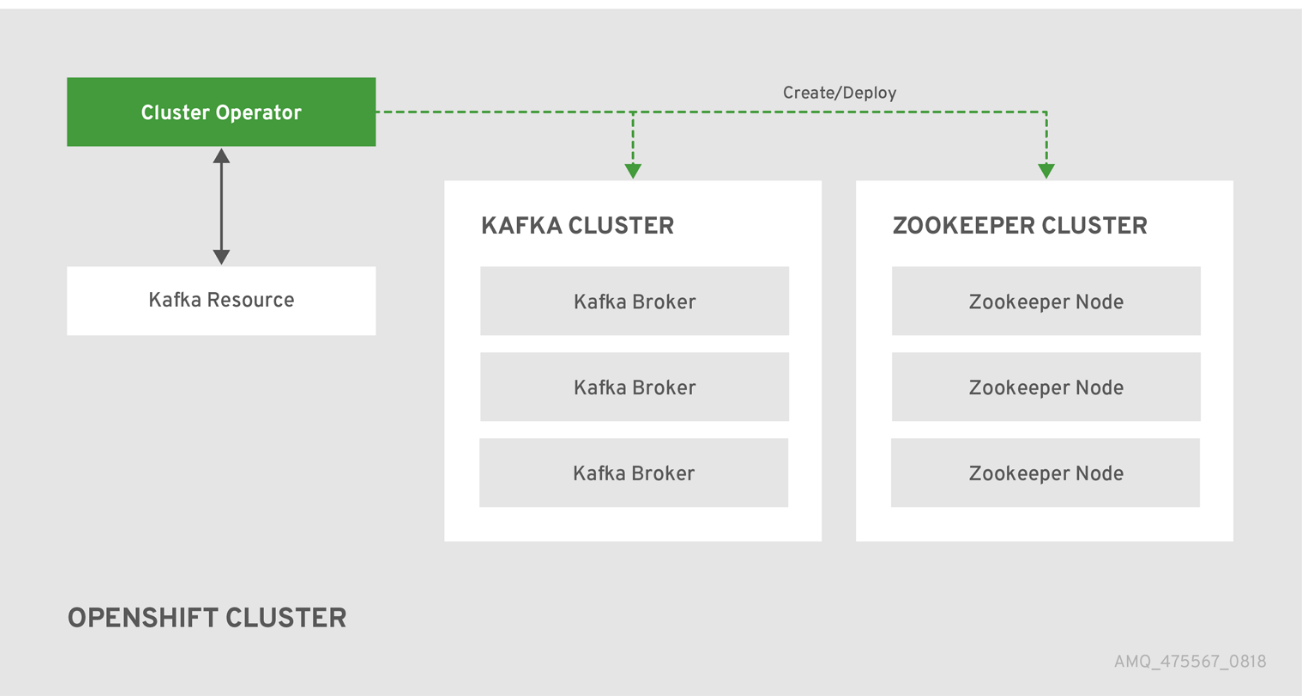 Cluster Operator
Create/Deploy
Kafka Resource
KAFKA CLUSTER
Kafka Broker
Kafka Broker
Kafka Broker
ZOOKEEPER CLUSTER
Zookeeper Node
Zookeeper Node
Zookeeper Node
OPENSHIFT CLUSTER
AMQ_475567_0818